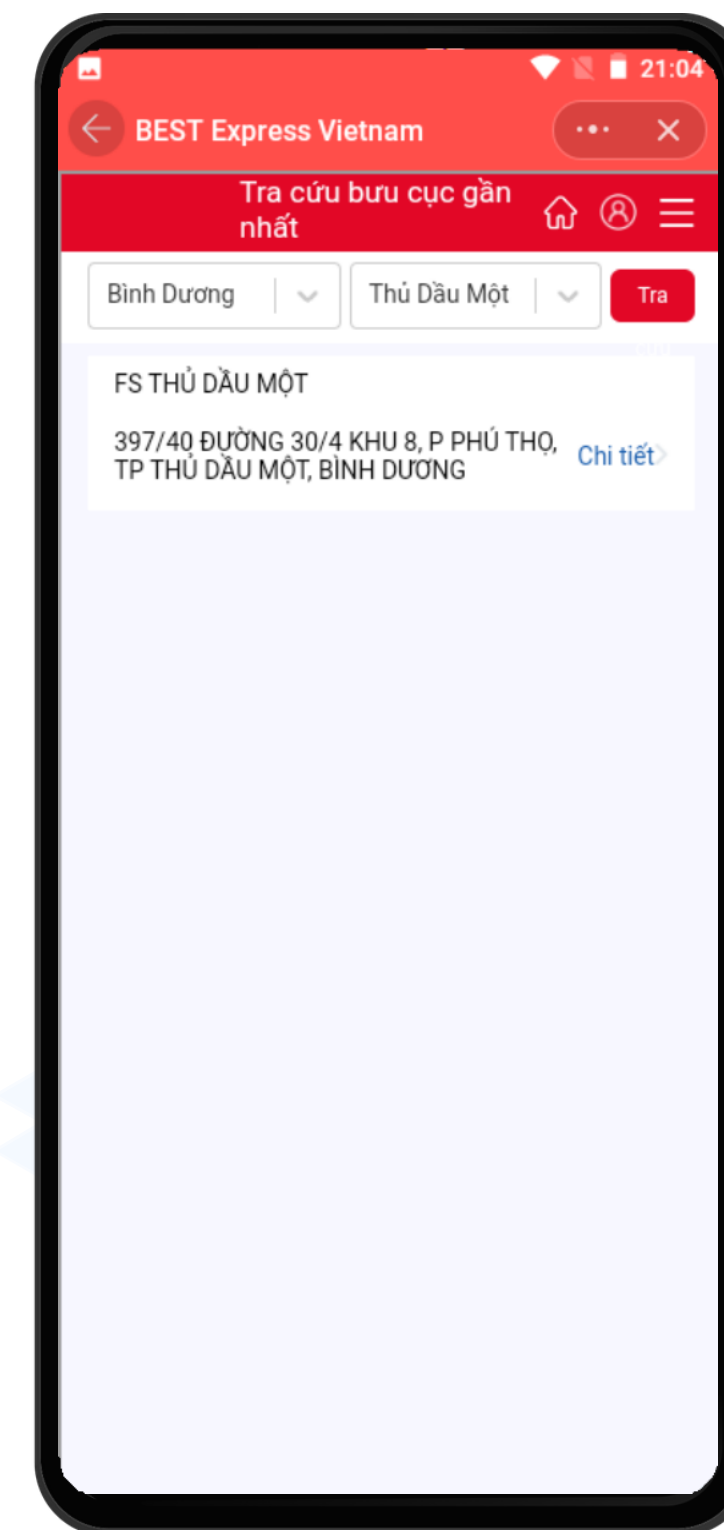 21:04
BEST Express Vietnam
Tra cứu bưu cục gần
nhất
Bình Dương
Thủ Dầu Một
Tra
FS THỦ DẦU MỘT
397/40 ĐƯỜNG 30/4 KHU 8, P PHÚ THỌ,
TP THỦ DẦU MỘT, BÌNH DƯƠNG
Chi tiết